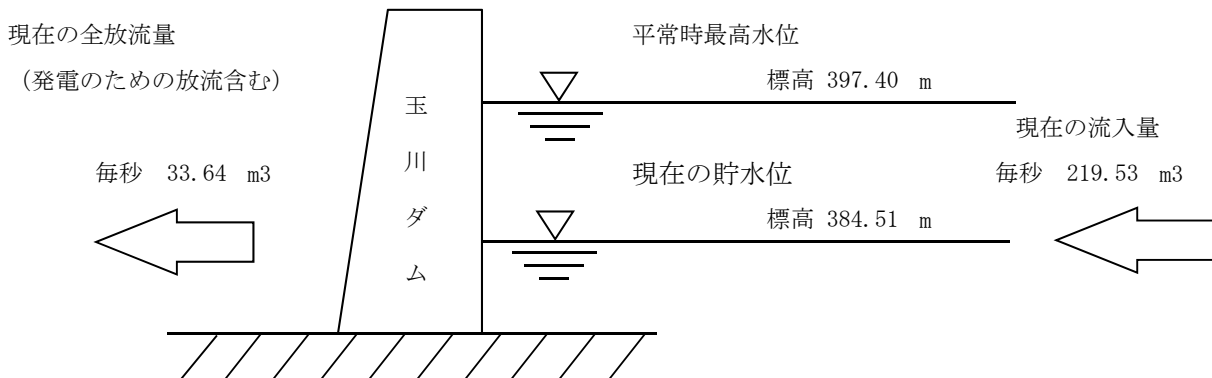 現在の全放流量
（発電のための放流含む）
毎秒　33.64　m3
玉川ダム
平常時最高水位
標高 397.40　m
現在の貯水位
標高 384.51　m
現在の流入量
毎秒　219.53　m3